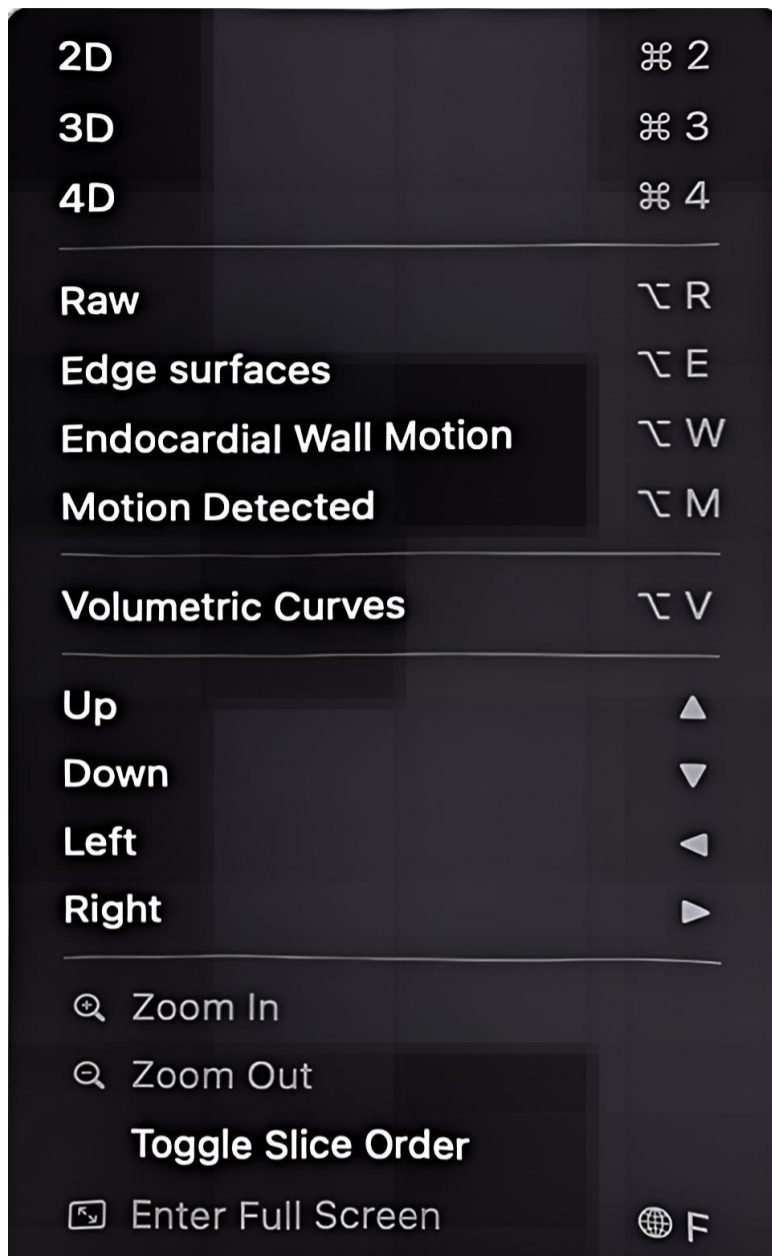 2D ⌘ 2
3D ⌘ 3
4D ⌘ 4
Raw ⌥ R
Edge surfaces ⌥ E
Endocardial Wall Motion ⌥ W
Motion Detected ⌥ M
Volumetric Curves ⌥ V
Up ▲
Down ▼
Left ◀
Right ▶
Zoom In
Zoom Out
Toggle Slice Order
Enter Full Screen 🌐 F